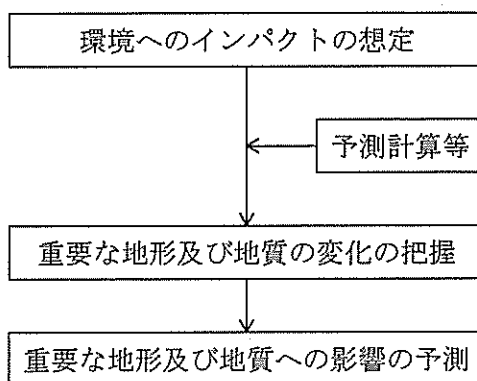 環境へのインパクトの想定
予測計算等
重要な地形及び地質の変化の把握
重要な地形及び地質への影響の予測